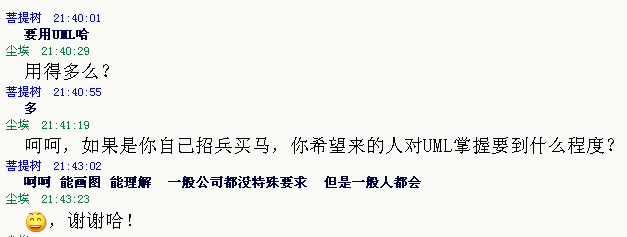 菩提树 21:40:01
要用UML哈
尘埃 21:40:29
用得多么？
菩提树 21:40:55
多
尘埃 21:41:19
呵呵，如果是你自己招兵买马，你希望来的人对UML掌握要到什么程度？
菩提树 21:43:02
呵呵 能画图 能理解 一般公司都没特殊要求 但是一般人都会
尘埃 21:43:23
，谢谢哈！